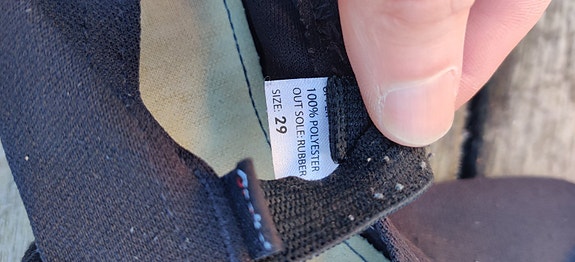 100% POLYESTER
OUT SOLE: RUBBER
SIZE: 29